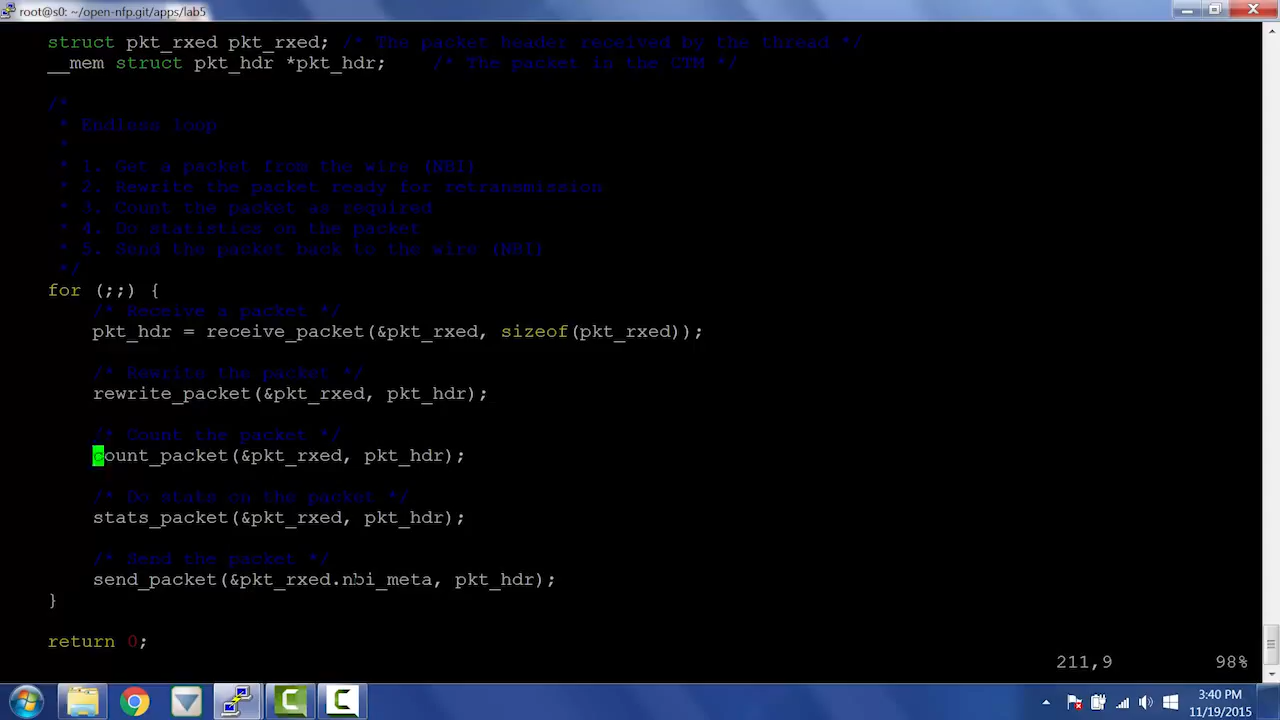 root@s0: ~/open-nfp.git/apps/lab5
struct pkt_rxed pkt_rxed; /* The packet header received by the thread */
__mem struct pkt_hdr *pkt_hdr;    /* The packet in the CTM */
/*
 * Endless loop
 *
 * 1. Get a packet from the wire (NBI)
 * 2. Rewrite the packet ready for retransmission
 * 3. Count the packet as required
 * 4. Do statistics on the packet
 * 5. Send the packet back to the wire (NBI)
 */
for (;;) {
    /* Receive a packet */
    pkt_hdr = receive_packet(&pkt_rxed, sizeof(pkt_rxed));
    /* Rewrite the packet */
    rewrite_packet(&pkt_rxed, pkt_hdr);
    /* Count the packet */
    count_packet(&pkt_rxed, pkt_hdr);
    /* Do stats on the packet */
    stats_packet(&pkt_rxed, pkt_hdr);
    /* Send the packet */
    send_packet(&pkt_rxed.nbi_meta, pkt_hdr);
}
return 0;
211,9 98%
3:40 PM
11/19/2015